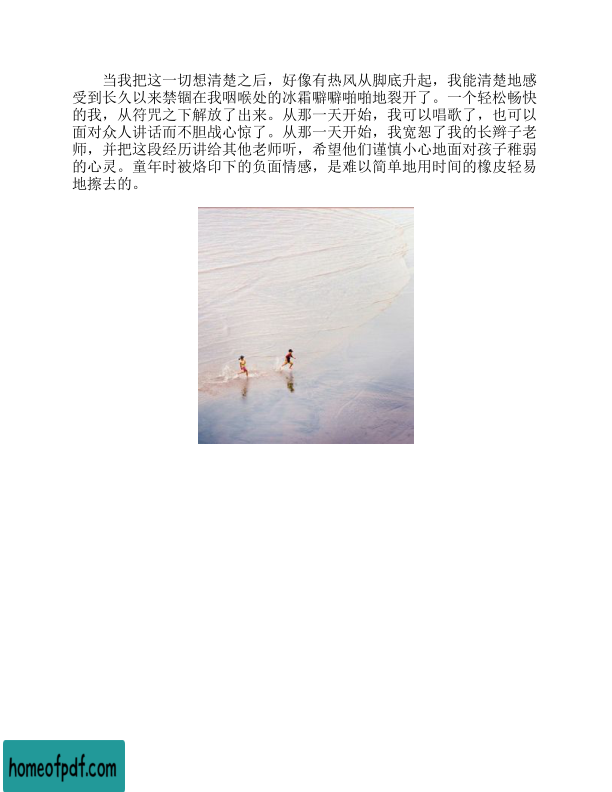 当我把这一切想清楚之后，好像有热风从脚底升起，我能清楚地感
受到长久以来禁锢在我咽喉处的冰霜噼噼啪啪地裂开了。一个轻松畅快
的我，从符咒之下解放了出来。从那一天开始，我可以唱歌了，也可以
面对众人讲话而不胆战心惊了。从那一天开始，我宽恕了我的长辫子老
师，并把这段经历讲给其他老师听，希望他们谨慎小心地面对孩子稚弱
的心灵。童年时被烙印下的负面情感，是难以简单地用时间的橡皮轻易
地擦去的。
homeofpdf.com